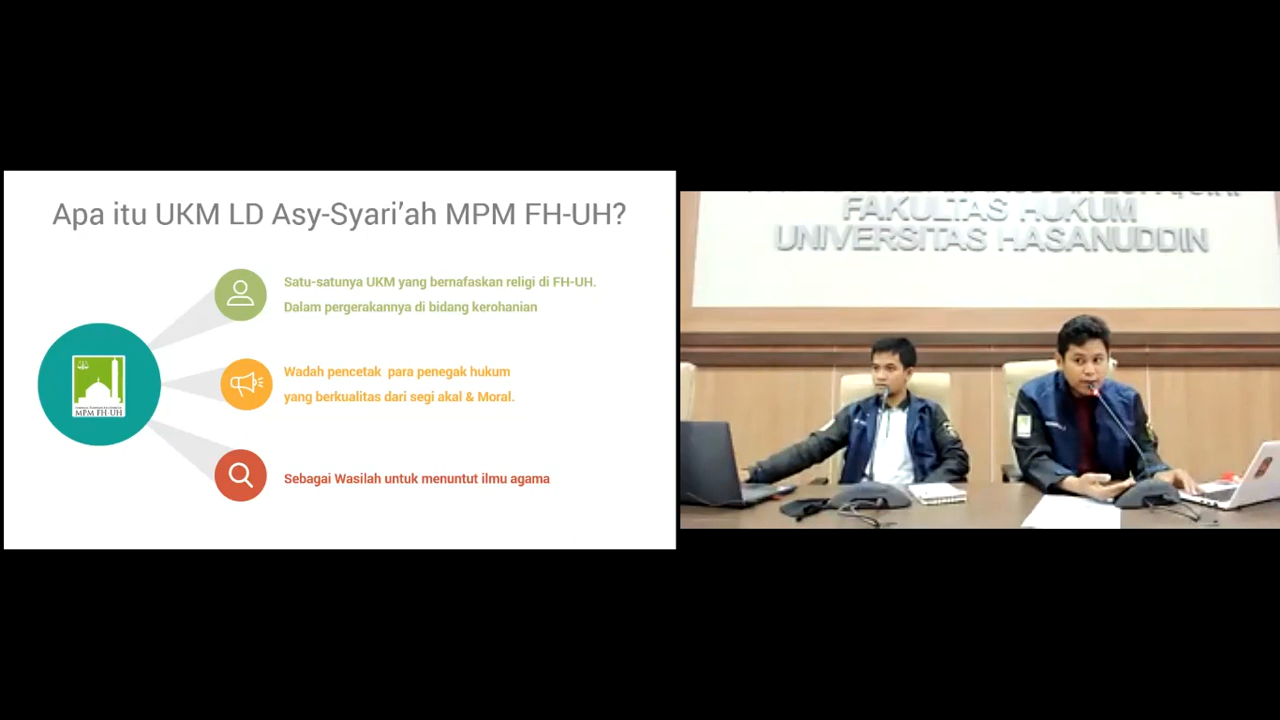 Apa itu UKM LD Asy-Syari’ah MPM FH-UH?
Satu-satunya UKM yang bernafaskan religi di FH-UH.
Dalam pergerakannya di bidang kerohanian
Wadah pencetak para penegak hukum
yang berkualitas dari segi akal & Moral.
Sebagai Wasilah untuk menuntut ilmu agama
MPM FH-UH
FAKULTAS HUKUM
UNIVERSITAS HASANUDDIN